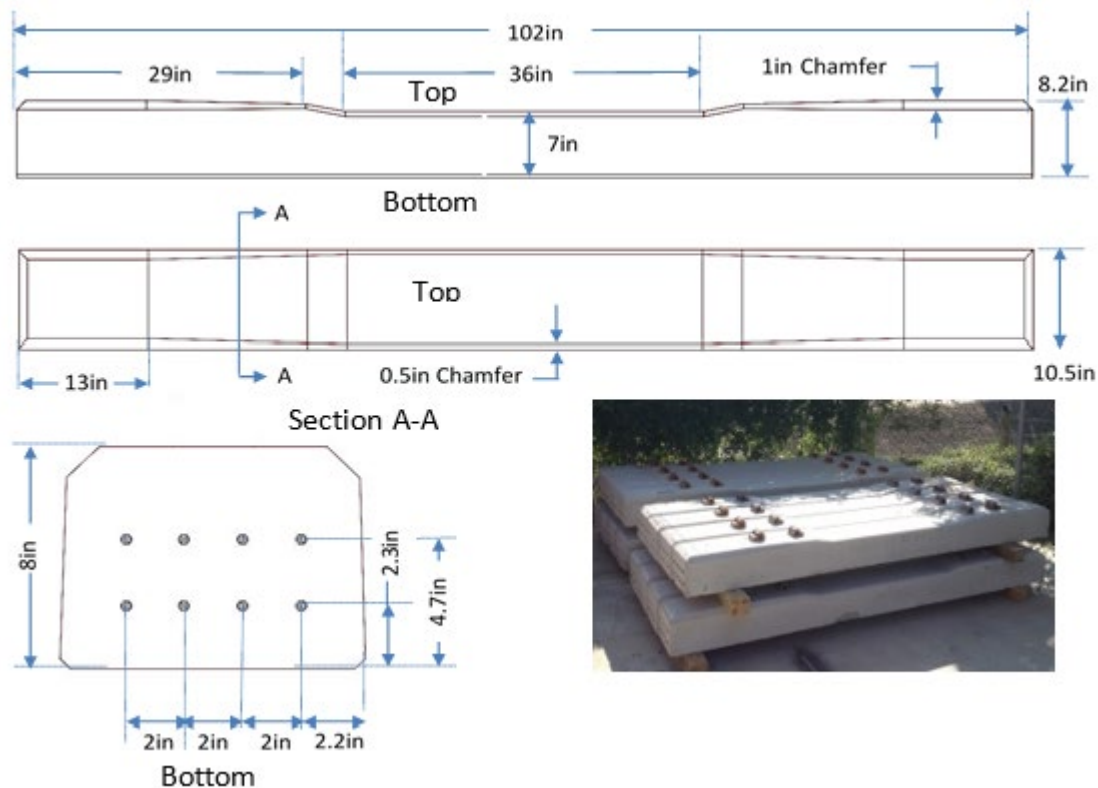 102in
29in
36in
1in Chamfer
8.2in
Top
7in
Bottom
A
Top
A
0.5in Chamfer
13in
10.5in
Section A-A
8in
2.3in
4.7in
2in 2in 2in 2.2in
Bottom